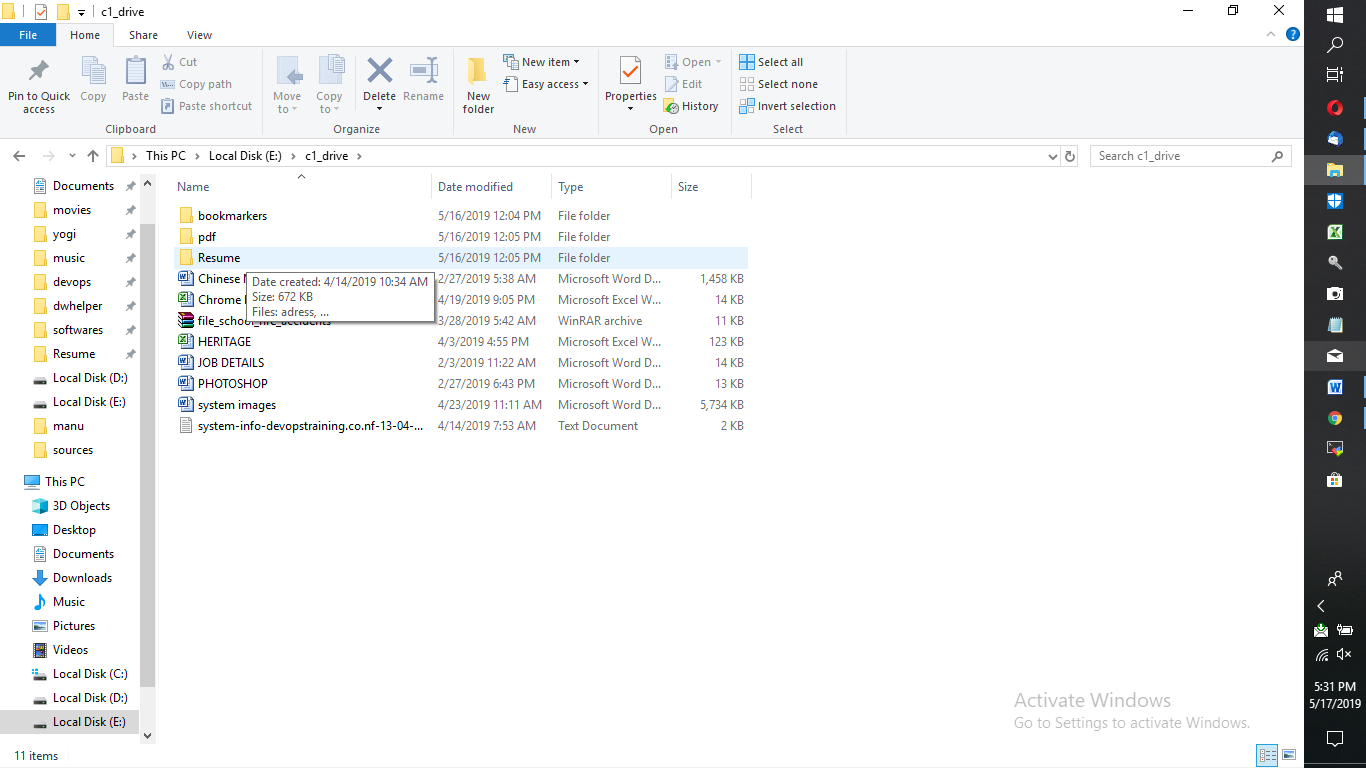 c1_drive
File Home Share View
Pin to Quick access
Copy
Paste
Cut
Copy path
Paste shortcut
Clipboard
Move to
Copy to
Delete
Rename
Organize
New folder
New item
Easy access
New
Properties
Open
Edit
History
Open
Select all
Select none
Invert selection
Select
This PC Local Disk (E:) c1_drive
Search c1_drive
Documents
movies
yogi
music
devops
dwhelper
softwares
Resume
Local Disk (D:)
Local Disk (E:)
manu
sources
This PC
3D Objects
Desktop
Documents
Downloads
Music
Pictures
Videos
Local Disk (C:)
Local Disk (D:)
Local Disk (E:)
Name Date modified Type Size
bookmarkers 5/16/2019 12:04 PM File folder
pdf 5/16/2019 12:05 PM File folder
Resume 5/16/2019 12:05 PM File folder
Chinese 2/27/2019 5:38 AM Microsoft Word D... 1,458 KB
Chrome 4/19/2019 9:05 PM Microsoft Excel W... 14 KB
3/28/2019 5:42 AM WinRAR archive 11 KB
HERITAGE 4/3/2019 4:55 PM Microsoft Excel W... 123 KB
JOB DETAILS 2/3/2019 11:22 AM Microsoft Word D... 14 KB
PHOTOSHOP 2/27/2019 6:43 PM Microsoft Word D... 13 KB
system images 4/23/2019 11:11 AM Microsoft Word D... 5,734 KB
system-info-devopstraining.co.nf-13-04-... 4/14/2019 7:53 AM Text Document 2 KB
Date created: 4/14/2019 10:34 AM
Size: 672 KB
Files: adress, ...
Activate Windows
Go to Settings to activate Windows.
11 items
5:31 PM
5/17/2019